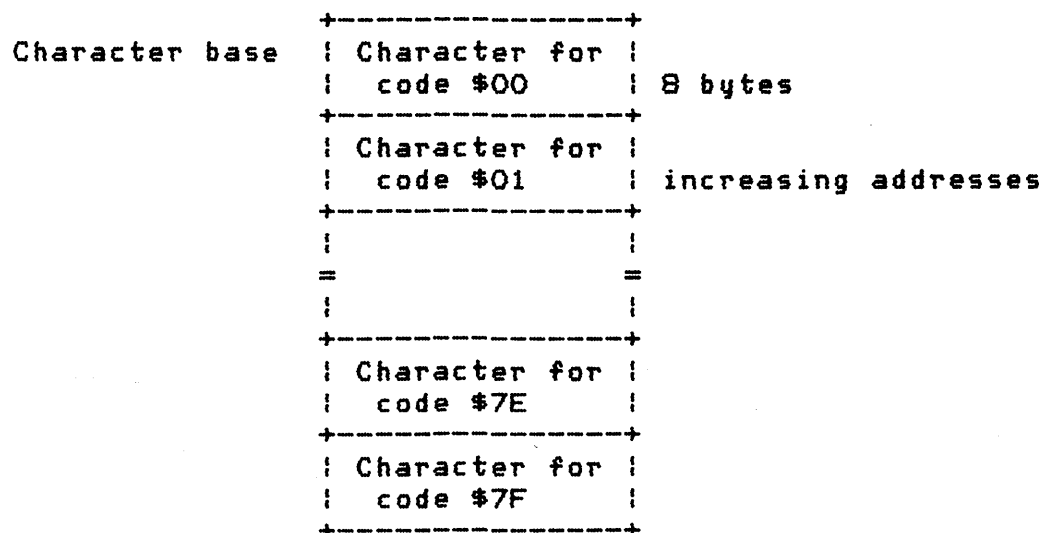 +----------------+
Character base ¦ Character for ¦
¦ code $00 ¦ 8 bytes
+----------------+
¦ Character for ¦
¦ code $01 ¦ increasing addresses
+----------------+
¦ ¦
= =
¦ ¦
+----------------+
¦ Character for ¦
¦ code $7E ¦
+----------------+
¦ Character for ¦
¦ code $7F ¦
+----------------+